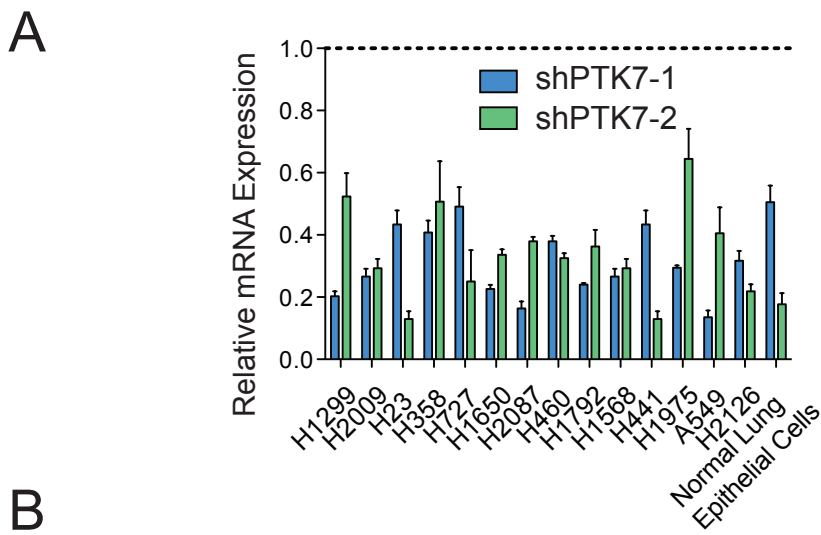 A
Relative mRNA Expression
1.0
0.8
0.6
0.4
0.2
0.0
shPTK7-1
shPTK7-2
H1299
H2009
H23
H358
H727
H1650
H2087
H460
H1792
H1568
H441
H1975
A549
H2126
Normal Lung
Epithelial Cells
B